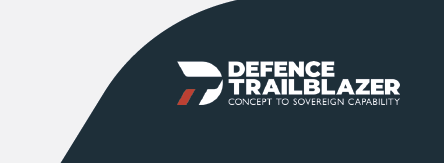 DEFENCE
TRAILBLAZER
CONCEPT TO SOVEREIGN CAPABILITY